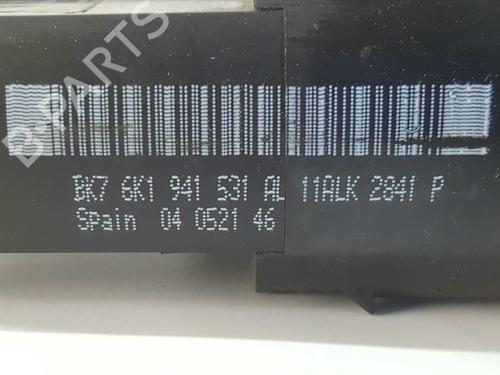 B-PARTS
BK7 6K1 941 531 AL 11ALK 2841 P
Spain 04 0521 46